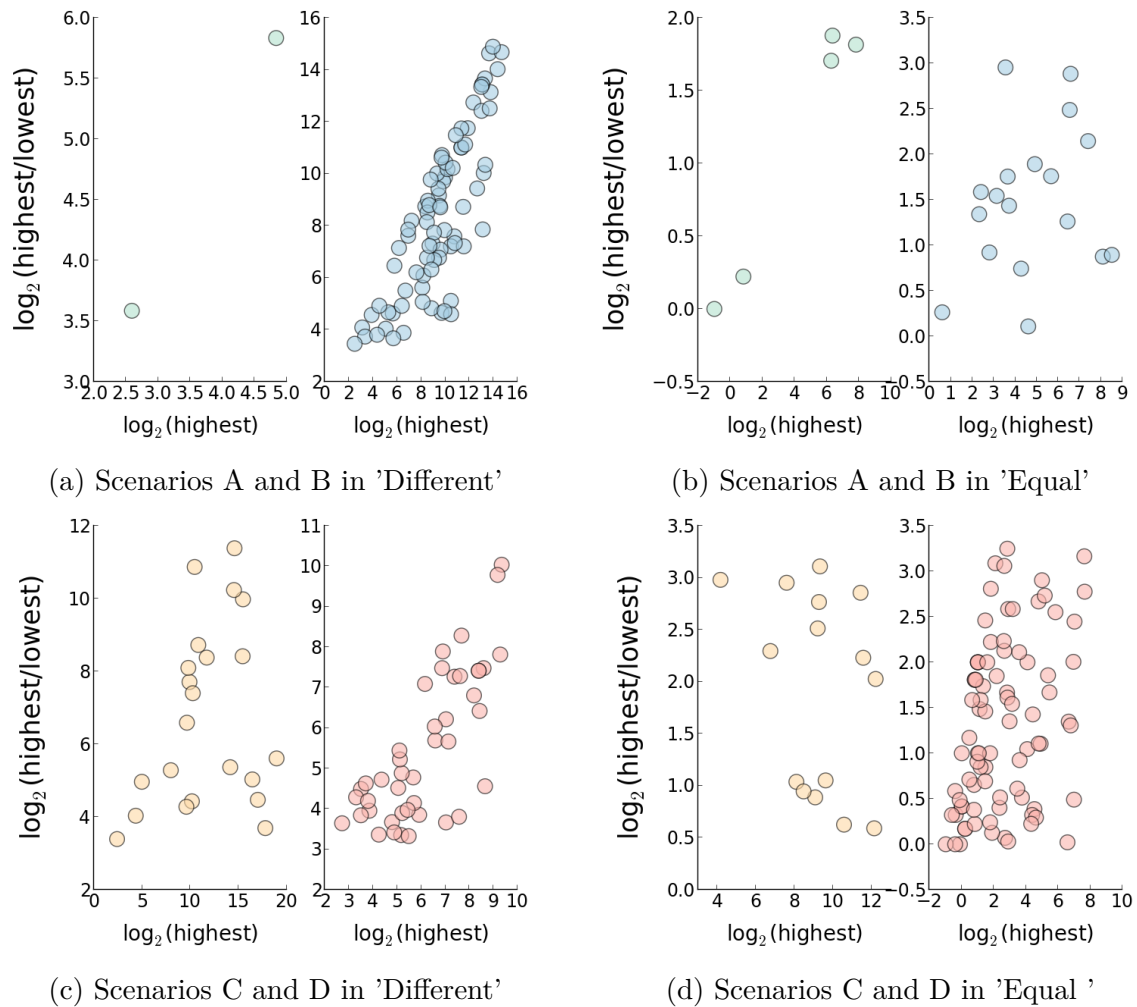 6.0
5.5
5.0
4.5
4.0
3.5
3.0
2.0 2.5 3.0 3.5 4.0 4.5 5.0
log₂(highest/lowest)
log₂(highest)
16
14
12
10
8
6
4
2
0 2 4 6 8 10 12 14 16
log₂(highest)
2.0
1.5
1.0
0.5
0.0
−0.5
−2 0 2 4 6 8 10
log₂(highest/lowest)
log₂(highest)
3.5
3.0
2.5
2.0
1.5
1.0
0.5
0.0
−0.5
0 1 2 3 4 5 6 7 8 9
log₂(highest)
(a) Scenarios A and B in 'Different'
(b) Scenarios A and B in 'Equal'
12
10
8
6
4
2
0 5 10 15 20
log₂(highest/lowest)
log₂(highest)
11
10
9
8
7
6
5
4
3
2
2 3 4 5 6 7 8 9 10
log₂(highest)
3.5
3.0
2.5
2.0
1.5
1.0
0.5
0.0
4 6 8 10 12
log₂(highest/lowest)
log₂(highest)
3.5
3.0
2.5
2.0
1.5
1.0
0.5
0.0
−0.5
−2 0 2 4 6 8 10
log₂(highest)
(c) Scenarios C and D in 'Different'
(d) Scenarios C and D in 'Equal '